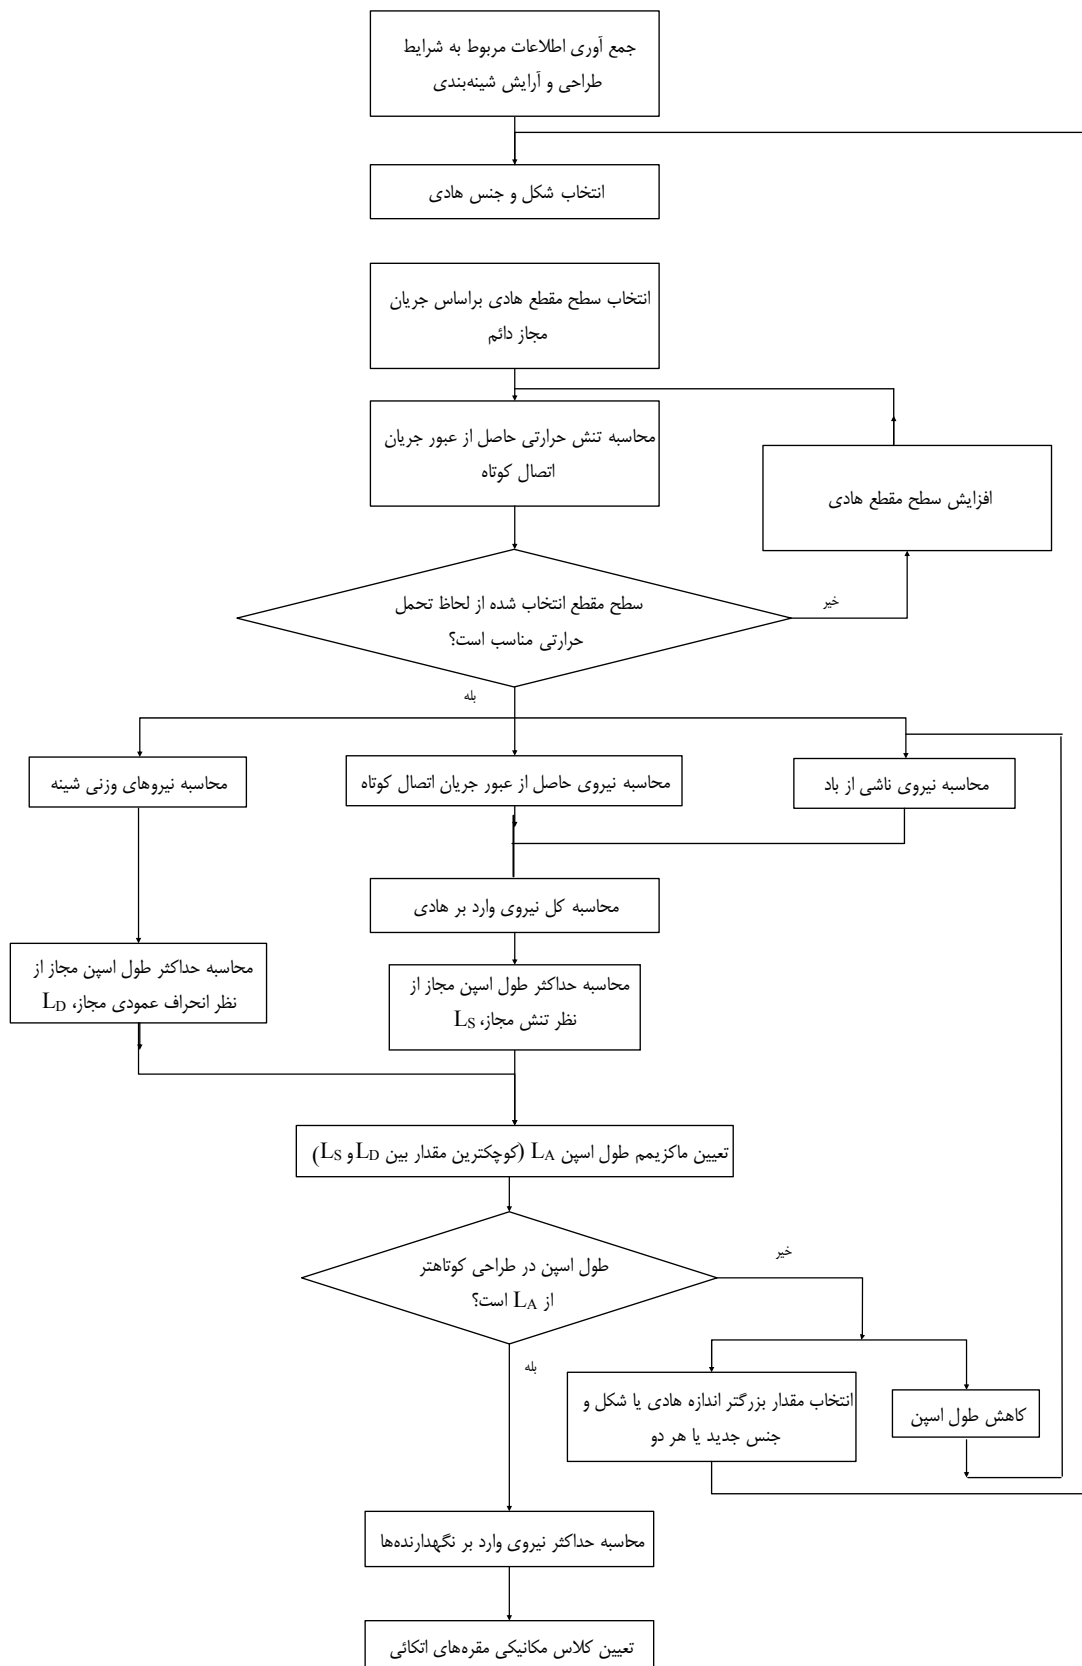 جمع آوری اطلاعات مربوط به شرایط
طراحی و آرایش شینه‌بندی
انتخاب شکل و جنس هادی
انتخاب سطح مقطع هادی براساس جریان
مجاز دائم
محاسبه تنش حرارتی حاصل از عبور جریان
اتصال کوتاه
افزایش سطح مقطع هادی
سطح مقطع انتخاب شده از لحاظ تحمل
حرارتی مناسب است؟
خیر
بله
محاسبه نیروی ناشی از باد
محاسبه نیروی حاصل از عبور جریان اتصال کوتاه
محاسبه نیروهای وزنی شینه
محاسبه کل نیروی وارد بر هادی
محاسبه حداکثر طول اسپن مجاز از
نظر تنش مجاز، LS
محاسبه حداکثر طول اسپن مجاز از
نظر انحراف عمودی مجاز، LD
تعیین ماکزیمم طول اسپن LA (کوچکترین مقدار بین LD و LS)
طول اسپن در طراحی کوتاهتر
از LA است؟
خیر
بله
کاهش طول اسپن
انتخاب مقدار بزرگتر اندازه هادی یا شکل و
جنس جدید یا هر دو
محاسبه حداکثر نیروی وارد بر نگهدارنده‌ها
تعیین کلاس مکانیکی مقره‌های اتکائی